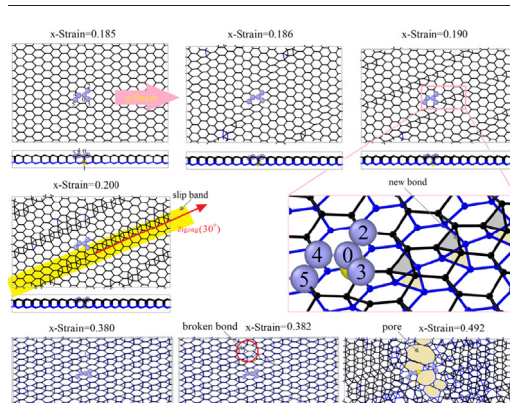 x-Strain=0.185
x-Strain=0.186
x-Strain=0.190
x-Strain=0.200
slip band
Zigzag(30°)
new bond
2
4
0
3
5
x-Strain=0.380
broken bond
x-Strain=0.382
pore
x-Strain=0.492